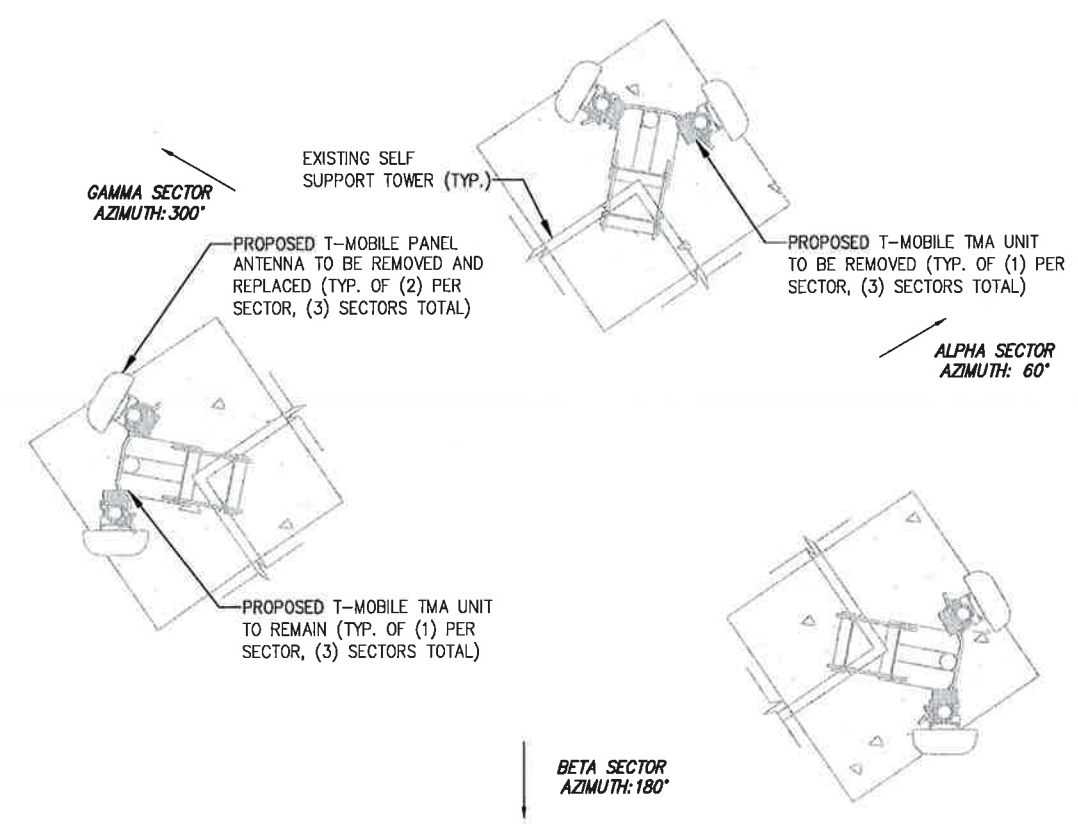 EXISTING SELF
SUPPORT TOWER (TYP.)
GAMMA SECTOR
AZIMUTH: 300°
PROPOSED T-MOBILE PANEL
ANTENNA TO BE REMOVED AND
REPLACED (TYP. OF (2) PER
SECTOR, (3) SECTORS TOTAL)
PROPOSED T-MOBILE TMA UNIT
TO BE REMOVED (TYP. OF (1) PER
SECTOR, (3) SECTORS TOTAL)
ALPHA SECTOR
AZIMUTH: 60°
PROPOSED T-MOBILE TMA UNIT
TO REMAIN (TYP. OF (1) PER
SECTOR, (3) SECTORS TOTAL)
BETA SECTOR
AZIMUTH: 180°